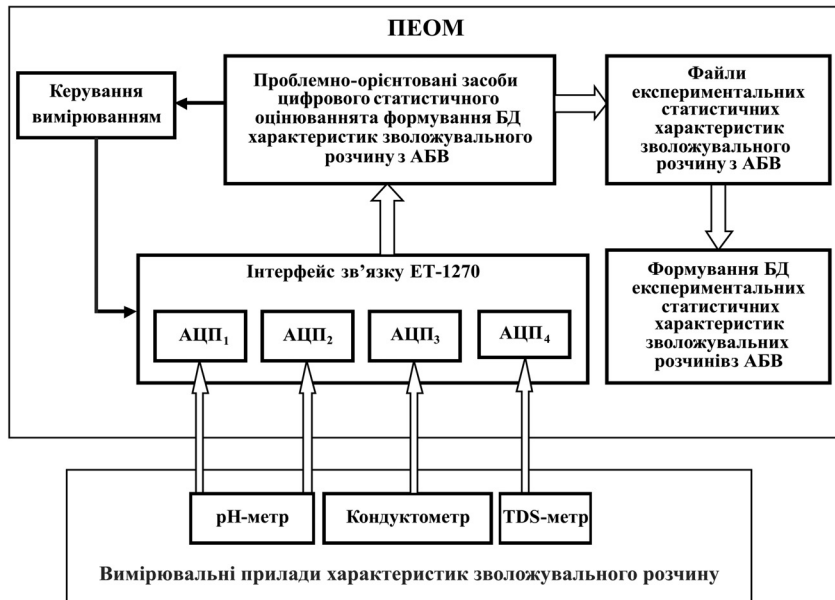 ПЕОМ
Керування
вимірюванням
Проблемно-орієнтовані засоби
цифрового статистичного
оцінюваннята формування БД
характеристик зволожувального
розчину з АБВ
Файли
експериментальних
статистичних
характеристик
зволожувального
розчину з АБВ
Інтерфейс зв’язку ЕТ-1270
АЦП₁
АЦП₂
АЦП₃
АЦП₄
Формування БД
експериментальних
статистичних
характеристик
зволожувальних
розчинівз АБВ
pH-метр
Кондуктометр
TDS-метр
Вимірювальні прилади характеристик зволожувального розчину